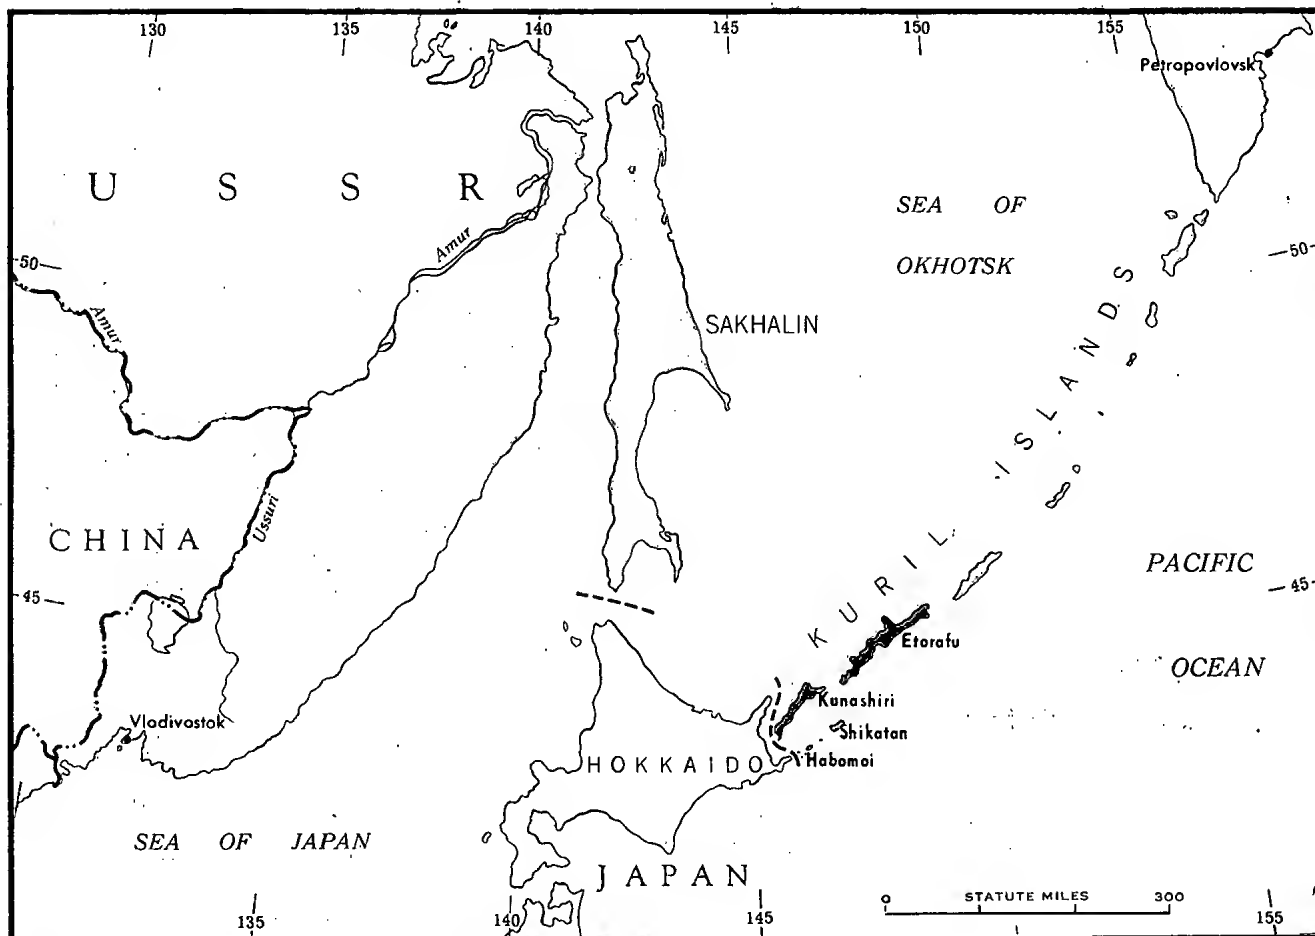 130 135 140 145 150 155
Petropavlovsk
U S S R
SEA OF
OKHOTSK
Amur
50 50
Amur
SAKHALIN
KURIL ISLANDS
Ussuri
CHINA
PACIFIC
OCEAN
45 45
Etorafu
Kunashiri
Shikotan
Habomai
Vladivostok
HOKKAIDO
SEA OF JAPAN
JAPAN
0 STATUTE MILES 300
135 140 145 155